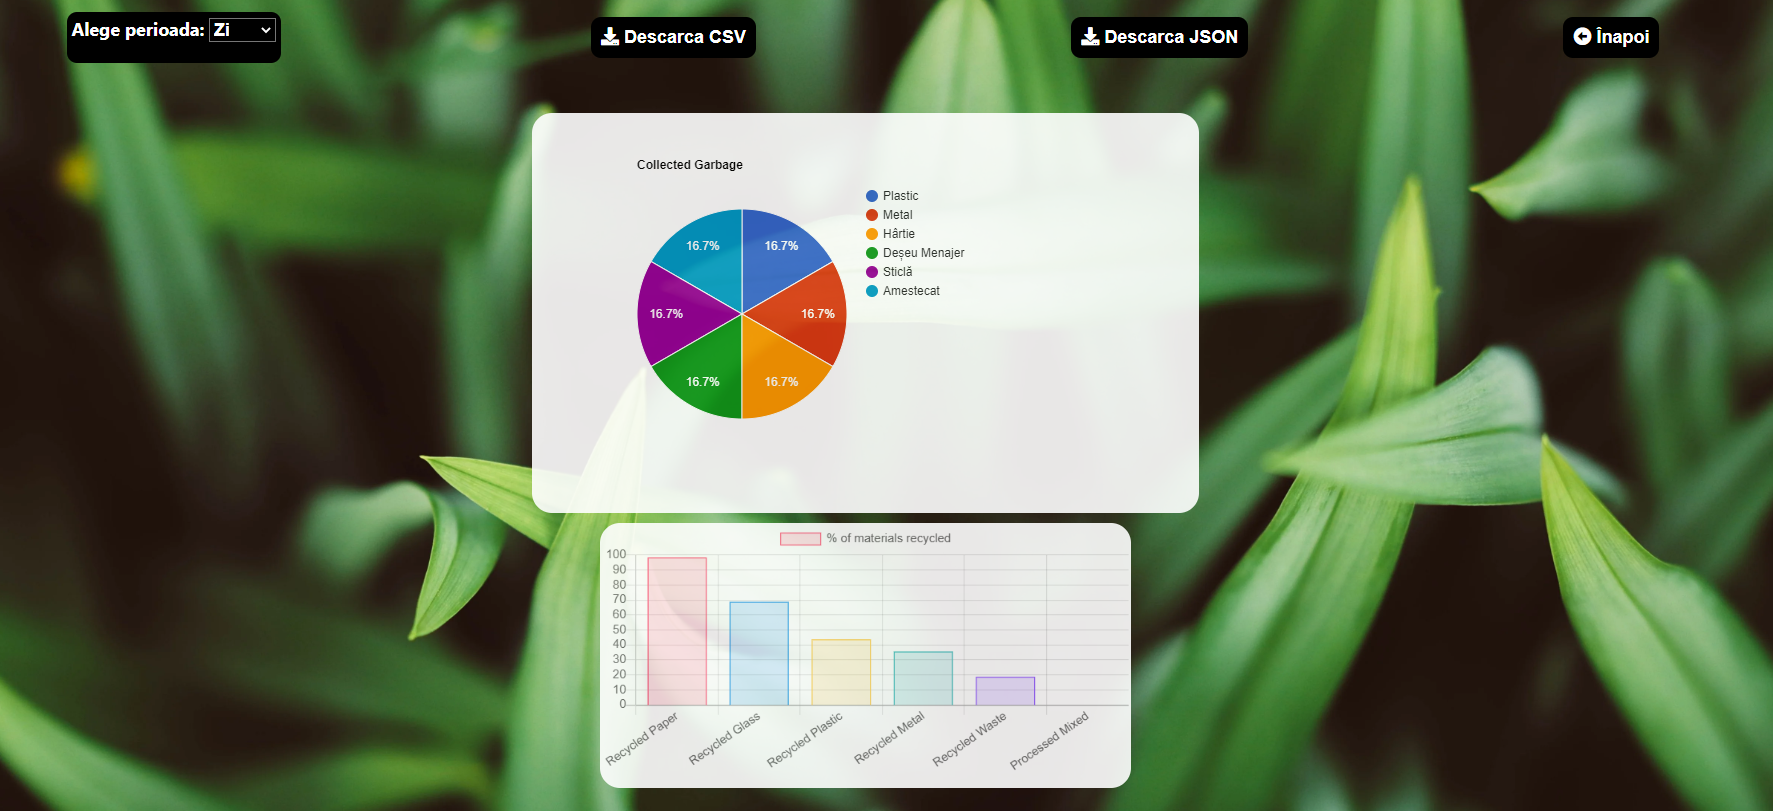 Alege perioada: Zi
Descarca CSV
Descarca JSON
Înapoi
Collected Garbage
Plastic
Metal
Hârtie
Deșeu Menajer
Sticlă
Amestecat
16.7%
16.7%
16.7%
16.7%
16.7%
16.7%
% of materials recycled
100
90
80
70
60
50
40
30
20
10
0
Recycled Paper
Recycled Glass
Recycled Plastic
Recycled Metal
Recycled Waste
Processed Mixed